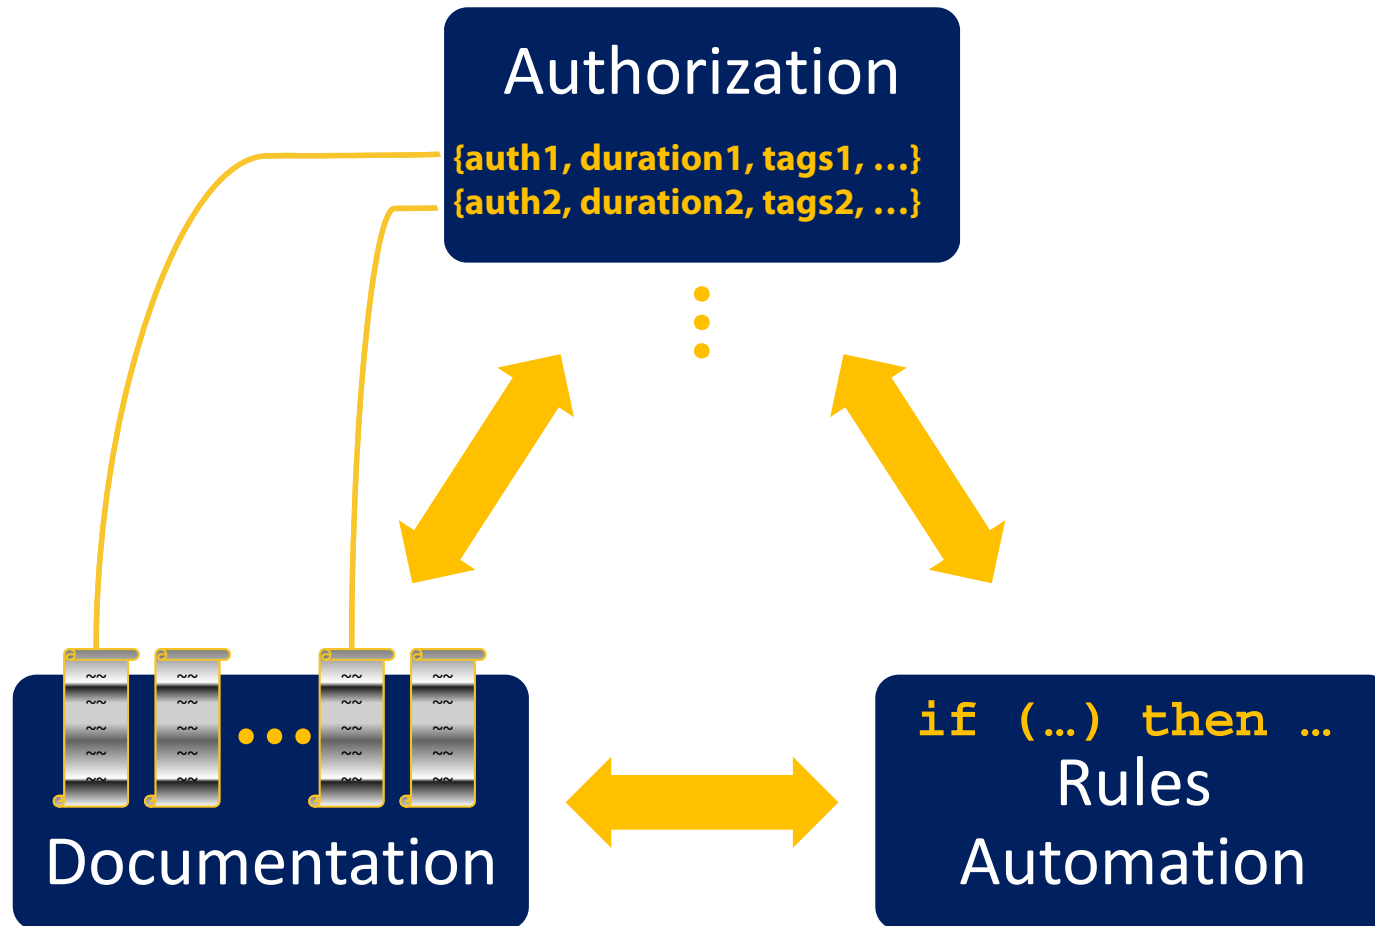 Authorization
{auth1, duration1, tags1, …}
{auth2, duration2, tags2, …}
~~ ~~ ~~ ~~
~~ ~~ ~~ ~~
~~ ~~ ~~ ~~
~~ ~~ ~~ ~~
~~ ~~ ~~ ~~
Documentation
if (…) then …
Rules
Automation